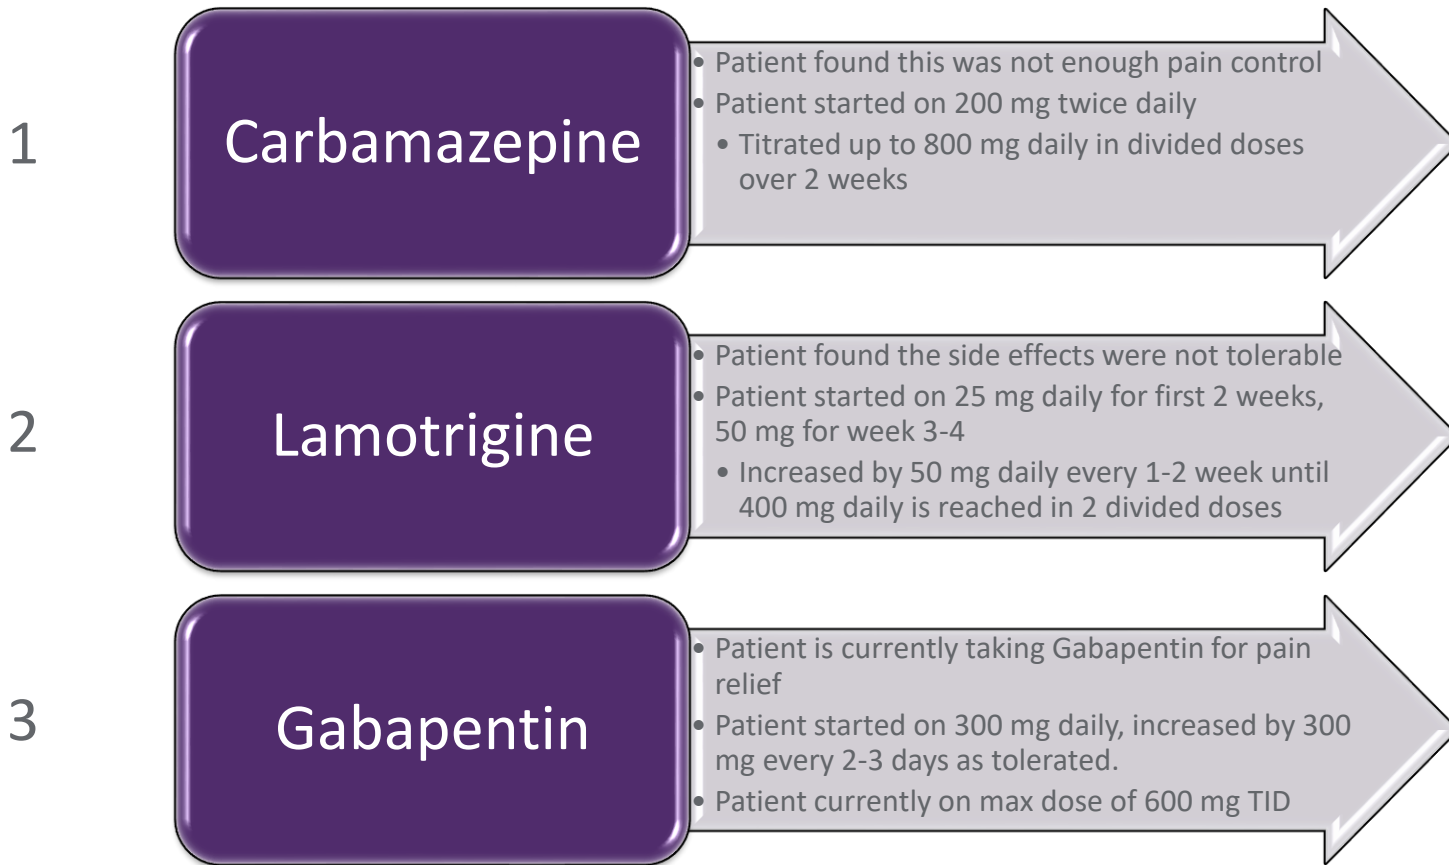 1
Carbamazepine
• Patient found this was not enough pain control
• Patient started on 200 mg twice daily
• Titrated up to 800 mg daily in divided doses
over 2 weeks
2
Lamotrigine
• Patient found the side effects were not tolerable
• Patient started on 25 mg daily for first 2 weeks,
50 mg for week 3-4
• Increased by 50 mg daily every 1-2 week until
400 mg daily is reached in 2 divided doses
3
Gabapentin
• Patient is currently taking Gabapentin for pain
relief
• Patient started on 300 mg daily, increased by 300
mg every 2-3 days as tolerated.
• Patient currently on max dose of 600 mg TID